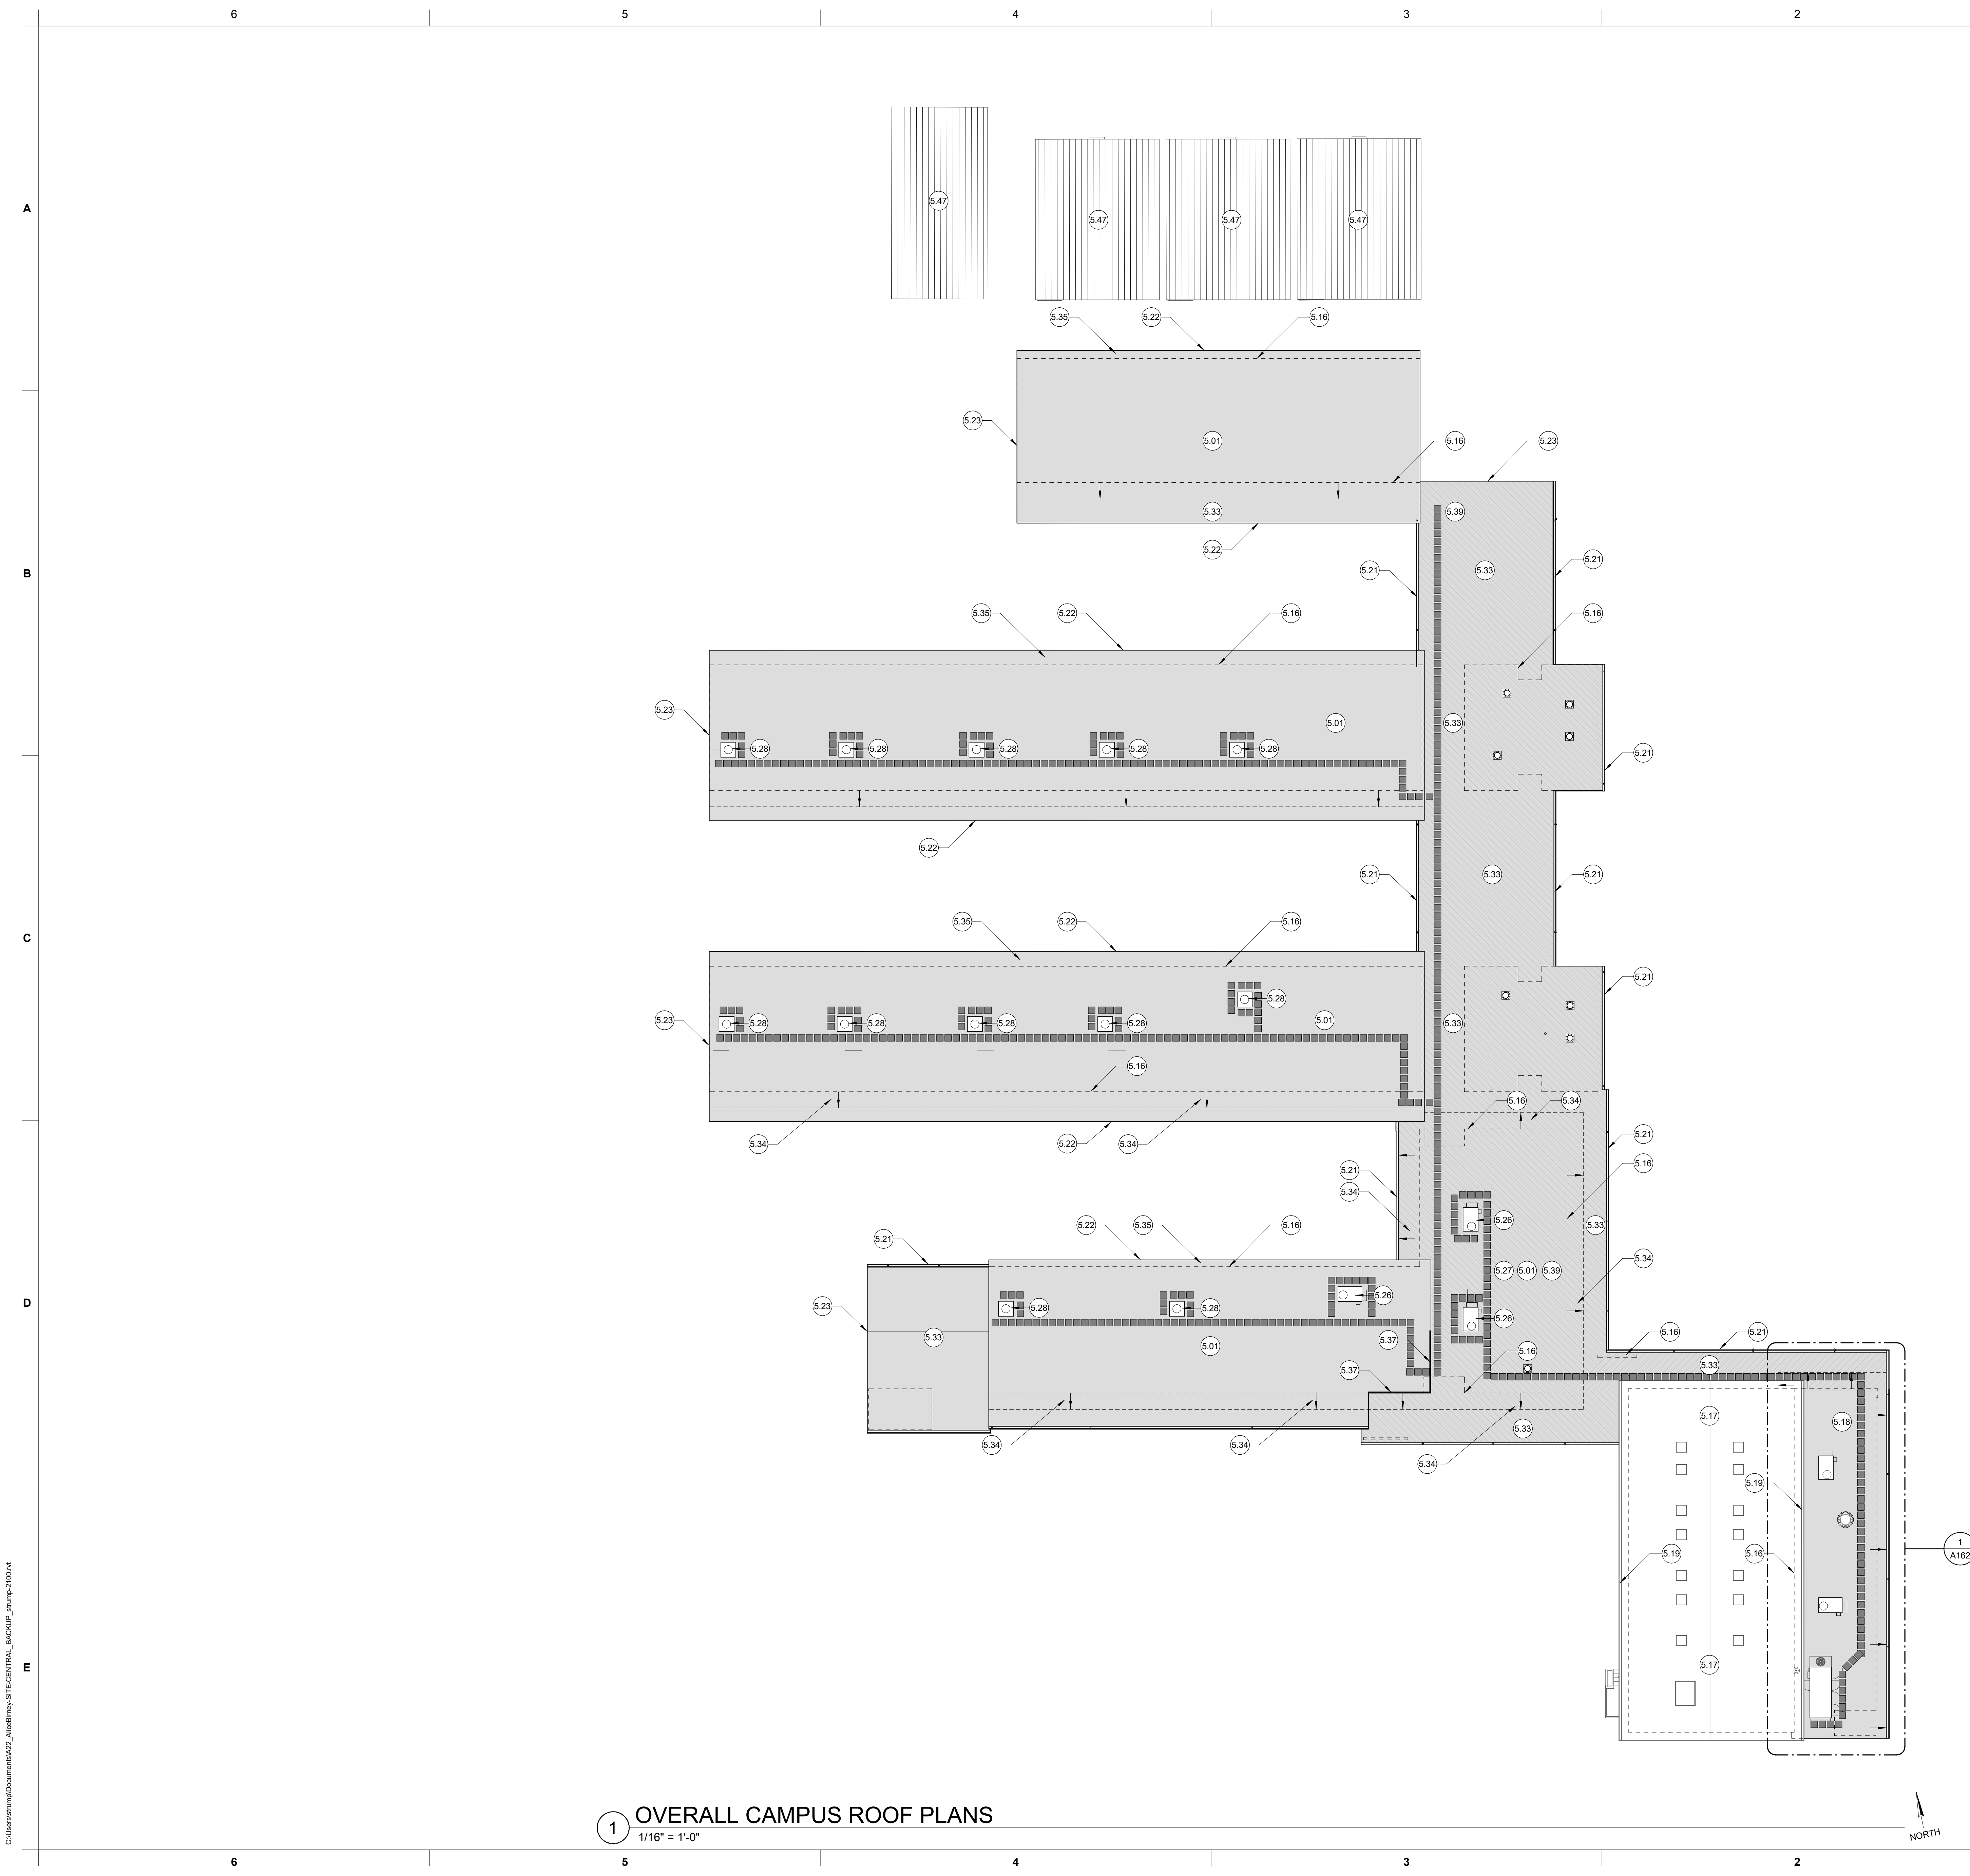 6 5 4 3 2
A
5.47
5.47 5.47 5.47
5.35 5.22 5.16
5.23
5.01 5.16 5.23
5.33 5.39
5.22
B
5.21 5.33 5.21
5.35 5.22 5.16 5.16
5.23
5.01 5.33
5.28 5.28 5.28 5.28 5.28
5.21
5.22
5.21 5.33 5.21
5.35 5.22 5.16
C
5.21
5.28
5.23 5.28 5.28 5.28 5.28 5.01 5.33
5.16
5.16 5.34
5.34 5.22 5.34 5.21
5.21 5.16
5.34
5.22 5.35 5.16 5.26 5.33
5.21
5.34
5.27 5.01 5.39
D
5.26
5.23 5.28 5.28
5.26
5.33 5.16 5.21
5.01 5.37 5.16
5.37 5.33
5.17 5.18
5.33
5.34 5.34
5.34
5.19
5.19 5.16
1
A162
E
5.17
1 OVERALL CAMPUS ROOF PLANS
1/16" = 1'-0"
NORTH
6 5 4 3 2
C:\Users\strump\Documents\A22_AliceBirney-SITE-CENTRAL_BACKUP_strump-2100.rvt